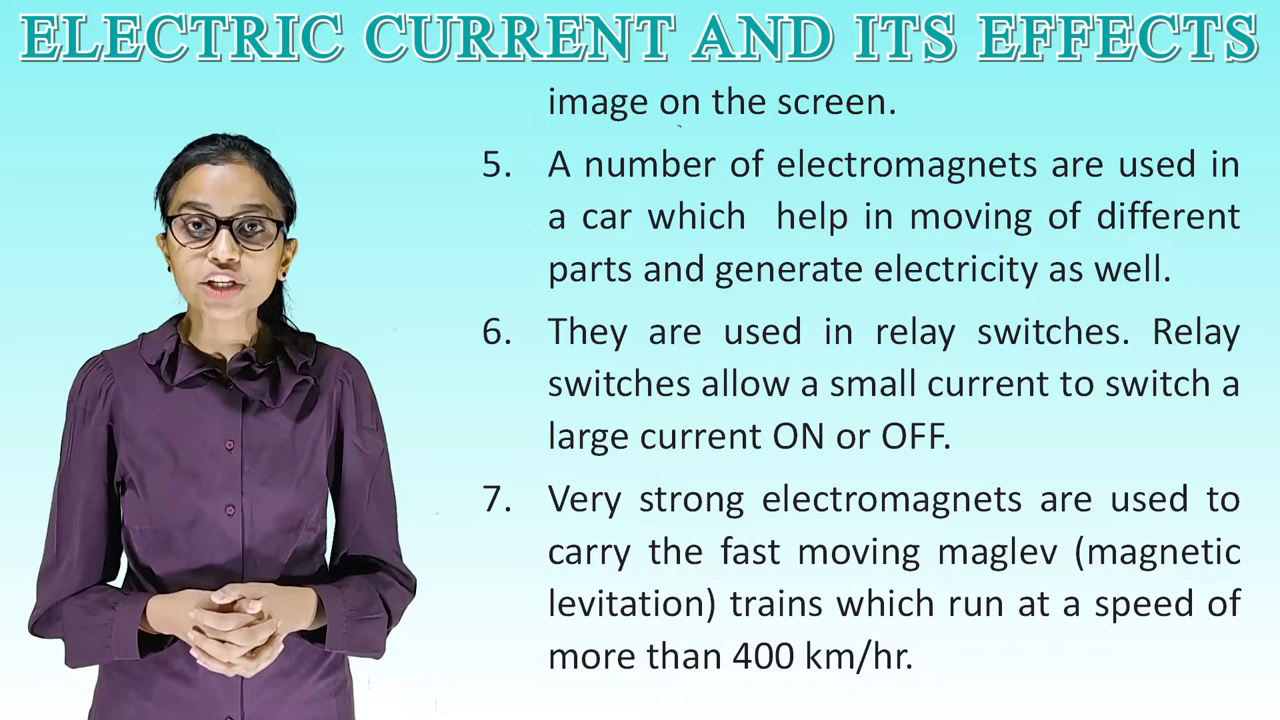 ELECTRIC CURRENT AND ITS EFFECTS
image on the screen.
5. A number of electromagnets are used in
a car which help in moving of different
parts and generate electricity as well.
6. They are used in relay switches. Relay
switches allow a small current to switch a
large current ON or OFF.
7. Very strong electromagnets are used to
carry the fast moving maglev (magnetic
levitation) trains which run at a speed of
more than 400 km/hr.